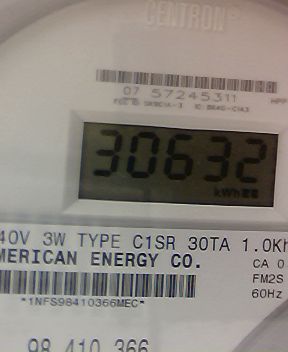 CENTRON®
07 57245311
30632
kWh
40V 3W TYPE C1SR 30TA 1.0Kh
MERICAN ENERGY CO.
CA 0
FM2S
*1NFS98410366MEC*
60Hz
98 410 366